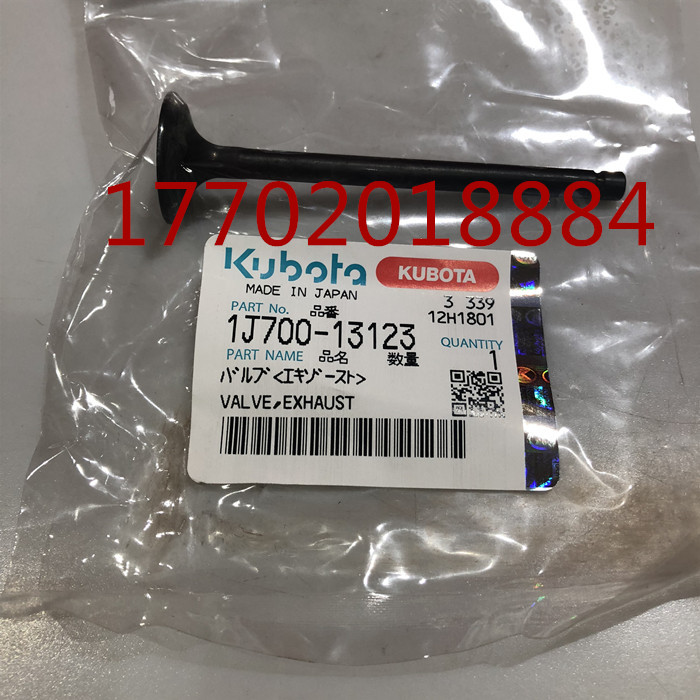 17702018884
Kubota
KUBOTA
MADE IN JAPAN
3 339
PART No. 品番
12H1801
1J700-13123
QUANTITY
PART NAME 品名 数量
1
バルブ<エキゾースト>
VALVE,EXHAUST